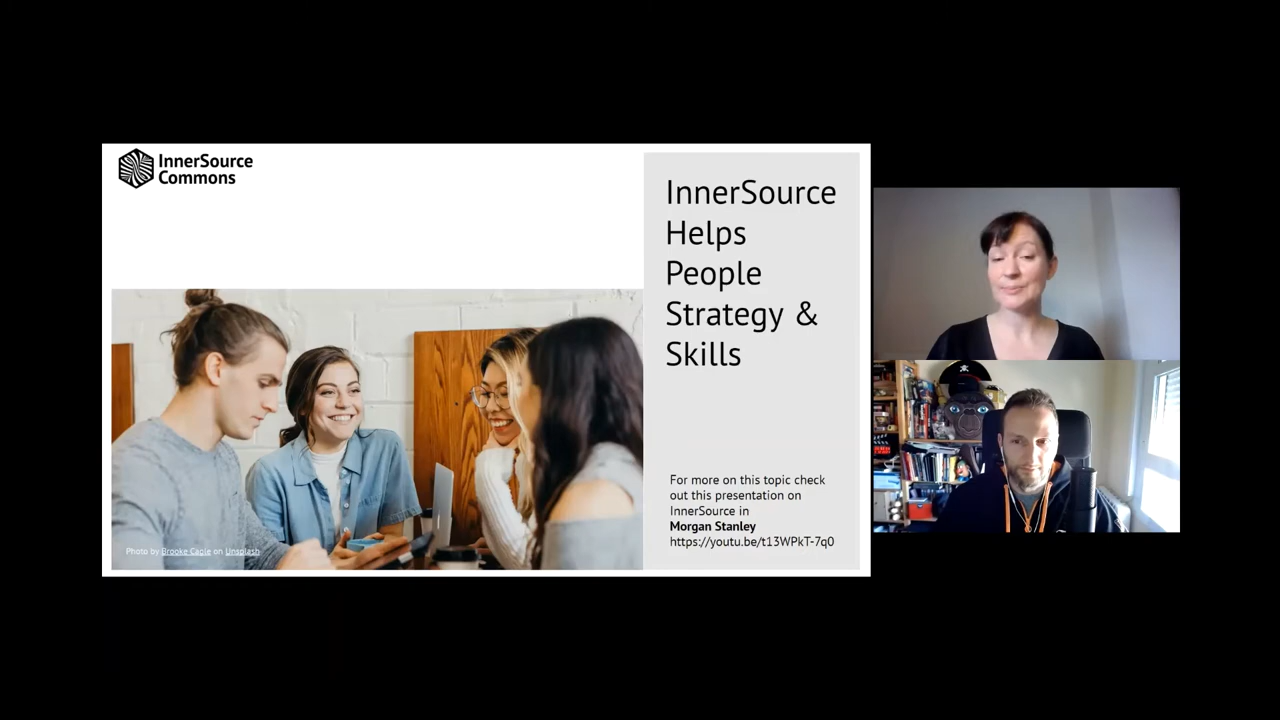 InnerSource
Commons
InnerSource
Helps
People
Strategy &
Skills
For more on this topic check
out this presentation on
InnerSource in
Morgan Stanley
https://youtu.be/t13WPkT-7q0
Photo by Brooke Cagle on Unsplash